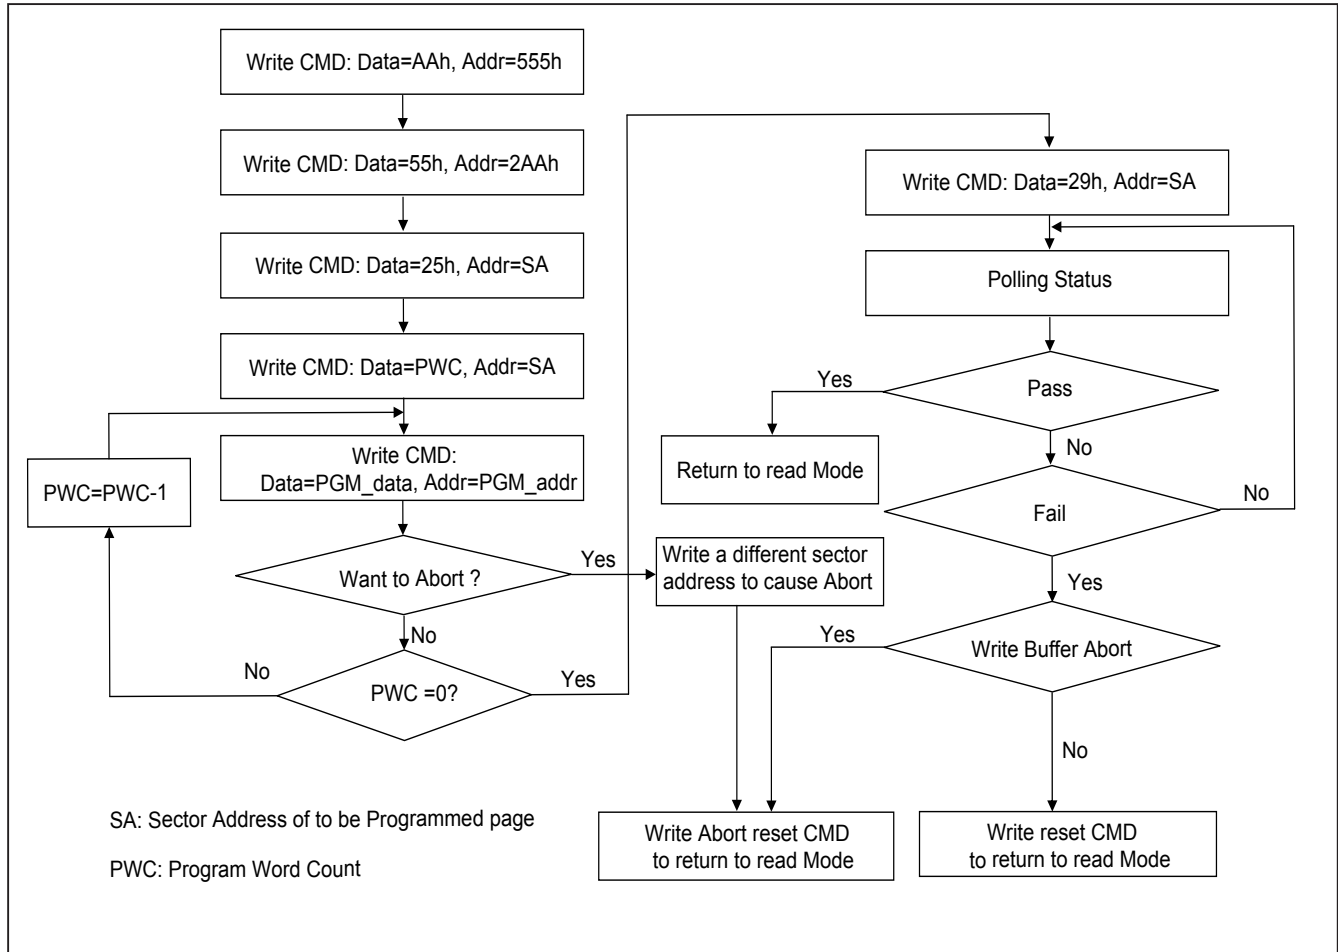 Write CMD: Data=AAh, Addr=555h
Write CMD: Data=55h, Addr=2AAh
Write CMD: Data=25h, Addr=SA
Write CMD: Data=PWC, Addr=SA
Write CMD:
Data=PGM_data, Addr=PGM_addr
PWC=PWC-1
Want to Abort ?
Yes
No
Write a different sector
address to cause Abort
PWC =0?
No
Yes
Write CMD: Data=29h, Addr=SA
Polling Status
Pass
Yes
No
Return to read Mode
Fail
No
Yes
Write Buffer Abort
Yes
No
Write Abort reset CMD
to return to read Mode
Write reset CMD
to return to read Mode
SA: Sector Address of to be Programmed page
PWC: Program Word Count